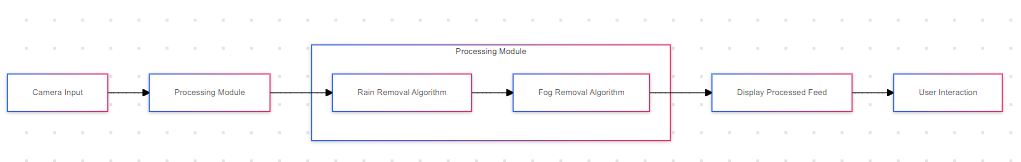 Processing Module
Camera Input
Processing Module
Rain Removal Algorithm
Fog Removal Algorithm
Display Processed Feed
User Interaction